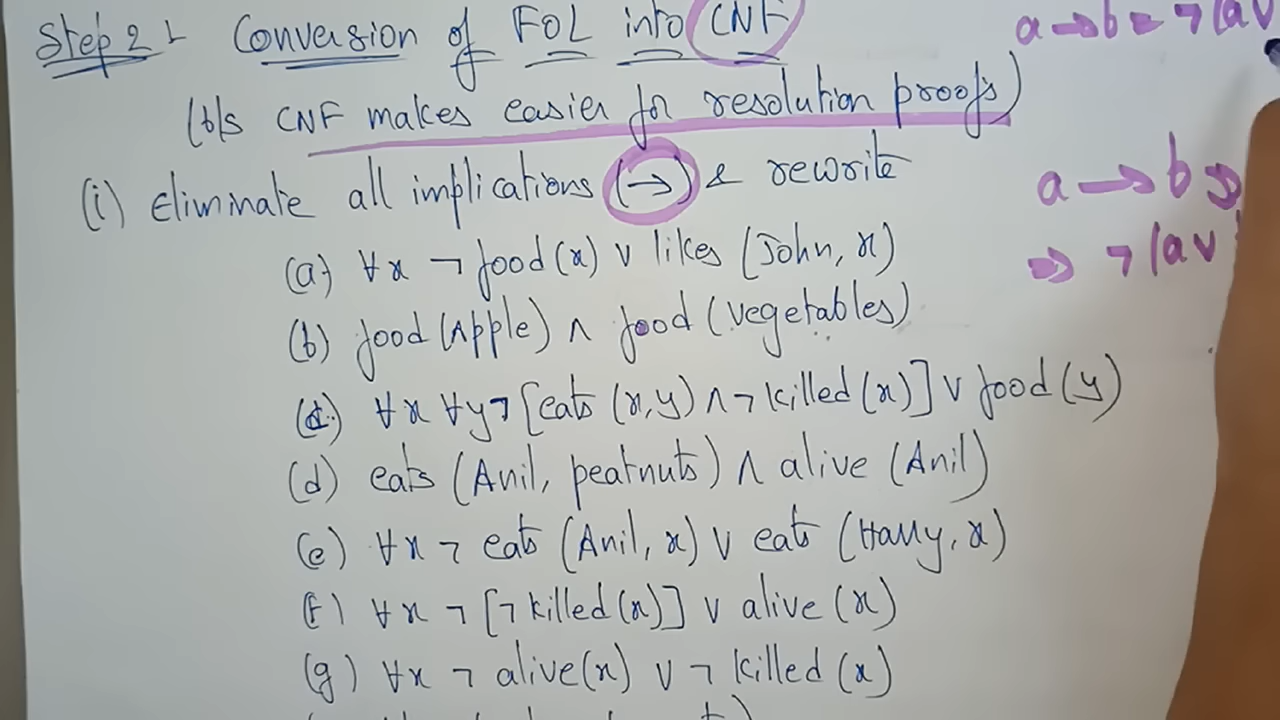 Step 2 :- Conversion of FOL into CNF
a → b = ¬(a v
(b/s CNF makes easier for resolution proofs)
(i) eliminate all implications (→) & rewrite
a → b ⇒
⇒ ¬(a v
(a) ∀x ¬ food(x) v likes (John, x)
(b) food (Apple) ∧ food (vegetables)
∀x ∀y ¬ [eats (x,y) ∧ ¬ killed (x)] v food (y)
(d) eats (Anil, peatnuts) ∧ alive (Anil)
(e) ∀x ¬ eats (Anil, x) v eats (Harry, x)
(f) ∀x ¬ [¬ killed (x)] v alive (x)
(g) ∀x ¬ alive(x) v ¬ killed (x)